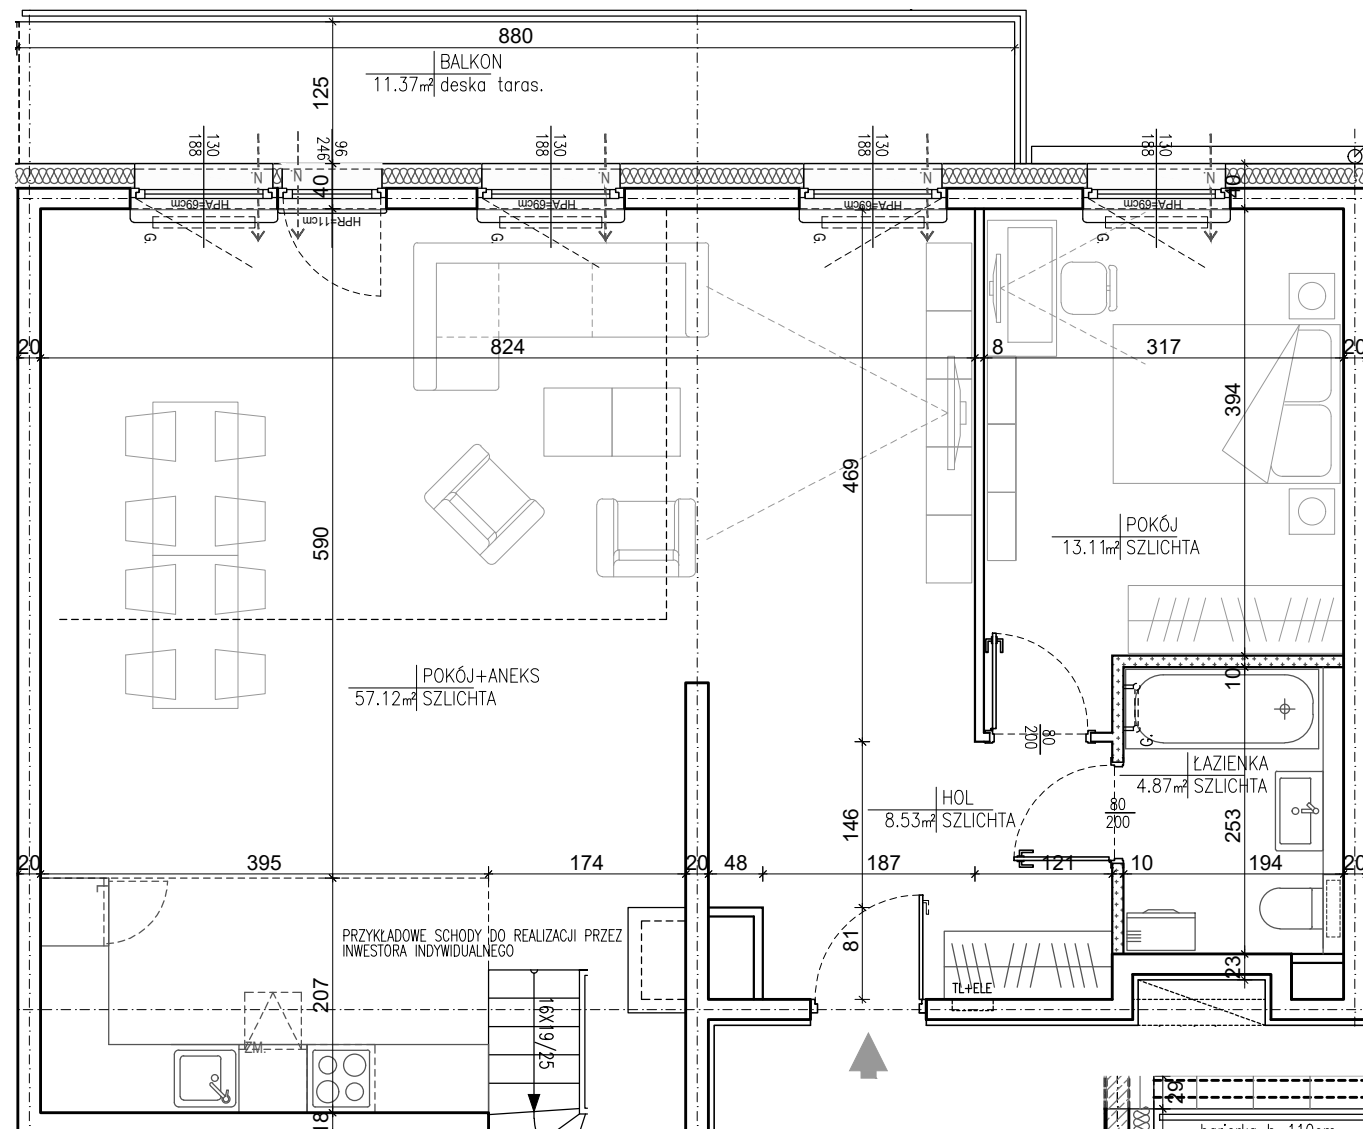 880
BALKON
11.37m² deska taras.
125
130
188
96
246
130
188
130
188
130
188
N
N
N
N
N
40
40
HPA=69cm
HPR=11cm
HPA=69cm
HPA=69cm
HPA=69cm
G.
G.
G.
G.
20
824
8
317
20
394
469
590
POKÓJ
13.11m² SZLICHTA
POKÓJ+ANEKS
57.12m² SZLICHTA
10
80
200
G.
ŁAZIENKA
4.87m² SZLICHTA
HOL
8.53m² SZLICHTA
80
200
146
253
20
395
174
20
48
187
121
10
194
20
PRZYKŁADOWE SCHODY DO REALIZACJI PRZEZ
INWESTORA INDYWIDUALNEGO
81
23
TL+ELE
207
16X19/25
ZM.
29
18
barierka h=110cm